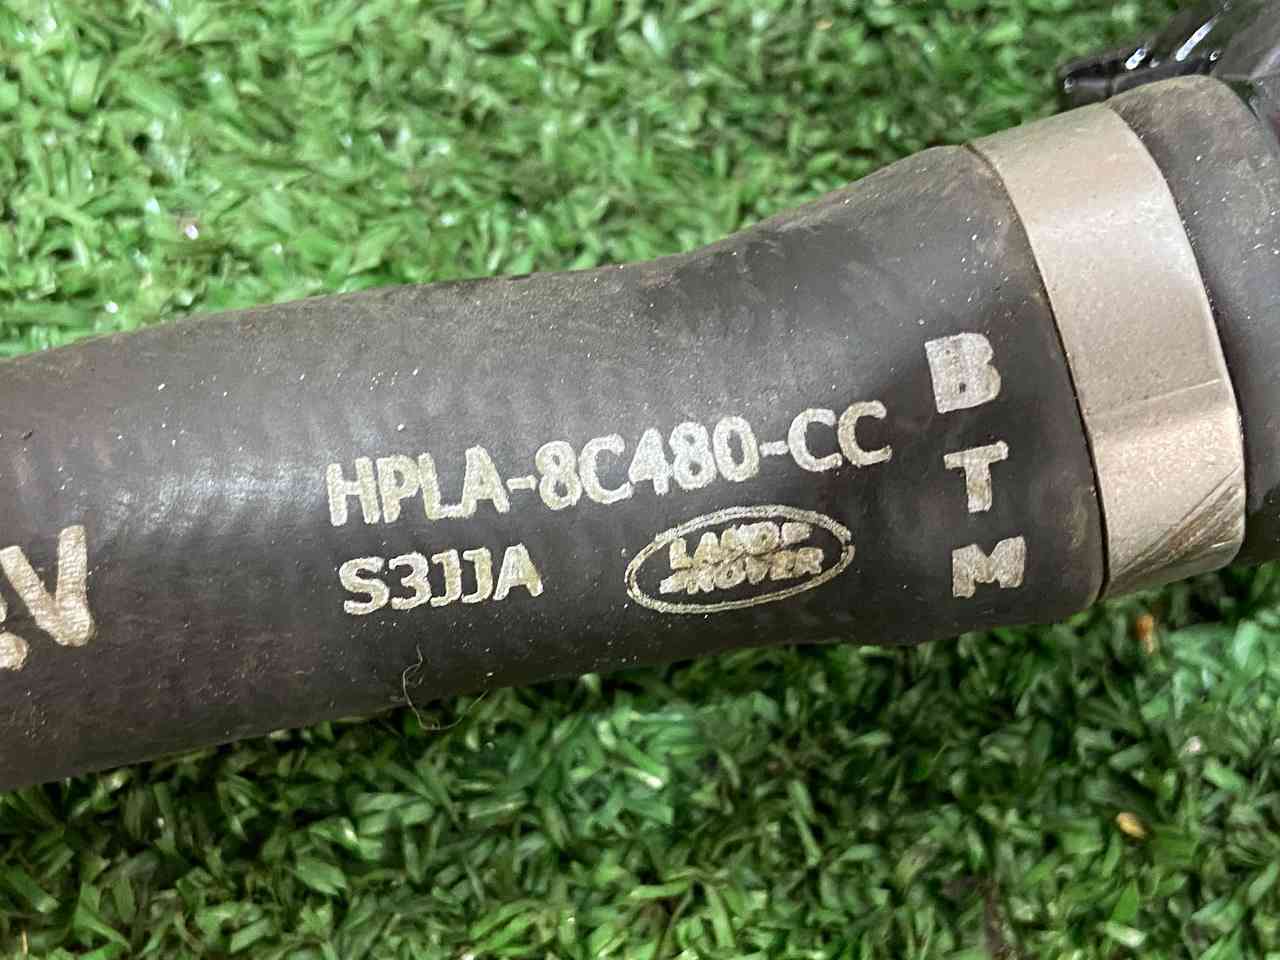 HPLA-8C480-CC
S3JJA
LAND-
ROVER
B
T
M